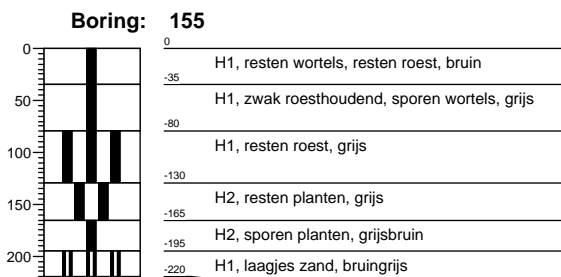 Boring: 155
0
0
H1, resten wortels, resten roest, bruin
-35
50
H1, zwak roesthoudend, sporen wortels, grijs
-80
100
H1, resten roest, grijs
-130
150
H2, resten planten, grijs
-165
H2, sporen planten, grijsbruin
-195
200
H1, laagjes zand, bruingrijs
-220